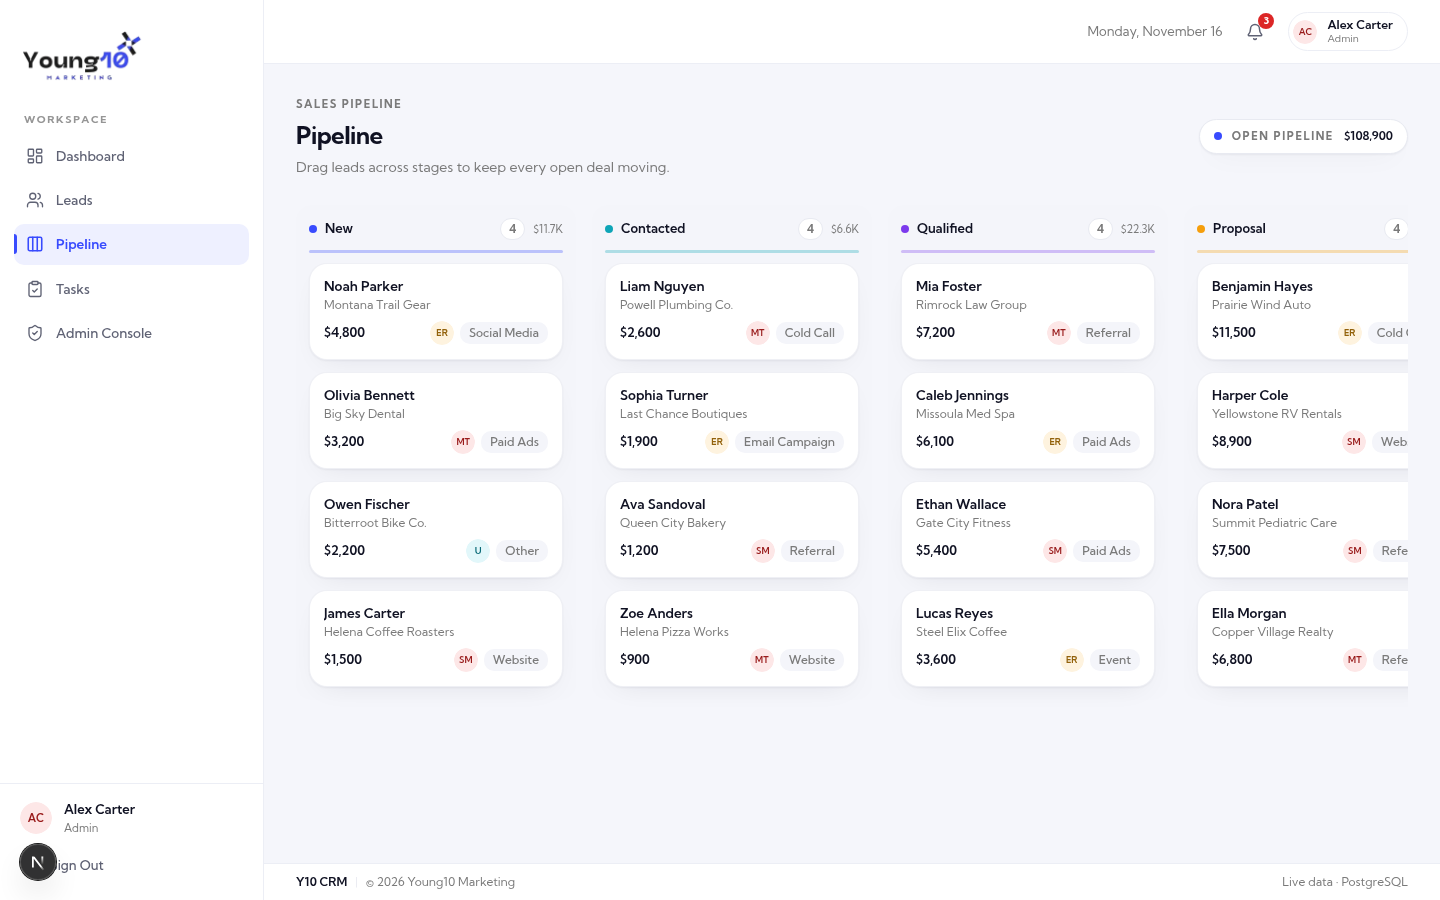 Young10
MARKETING
WORKSPACE
Dashboard
Leads
Pipeline
Tasks
Admin Console
Alex Carter
Admin
AC
N
ign Out
Monday, November 16
3
AC
Alex Carter
Admin
SALES PIPELINE
Pipeline
Drag leads across stages to keep every open deal moving.
OPEN PIPELINE $108,900
New 4 $11.7K
Noah Parker
Montana Trail Gear
$4,800 ER Social Media
Olivia Bennett
Big Sky Dental
$3,200 MT Paid Ads
Owen Fischer
Bitterroot Bike Co.
$2,200 U Other
James Carter
Helena Coffee Roasters
$1,500 SM Website
Contacted 4 $6.6K
Liam Nguyen
Powell Plumbing Co.
$2,600 MT Cold Call
Sophia Turner
Last Chance Boutiques
$1,900 ER Email Campaign
Ava Sandoval
Queen City Bakery
$1,200 SM Referral
Zoe Anders
Helena Pizza Works
$900 MT Website
Qualified 4 $22.3K
Mia Foster
Rimrock Law Group
$7,200 MT Referral
Caleb Jennings
Missoula Med Spa
$6,100 ER Paid Ads
Ethan Wallace
Gate City Fitness
$5,400 SM Paid Ads
Lucas Reyes
Steel Elix Coffee
$3,600 ER Event
Proposal 4
Benjamin Hayes
Prairie Wind Auto
$11,500 ER Cold
Harper Cole
Yellowstone RV Rentals
$8,900 SM Web
Nora Patel
Summit Pediatric Care
$7,500 SM Refe
Ella Morgan
Copper Village Realty
$6,800 MT Refe
Y10 CRM © 2026 Young10 Marketing
Live data · PostgreSQL